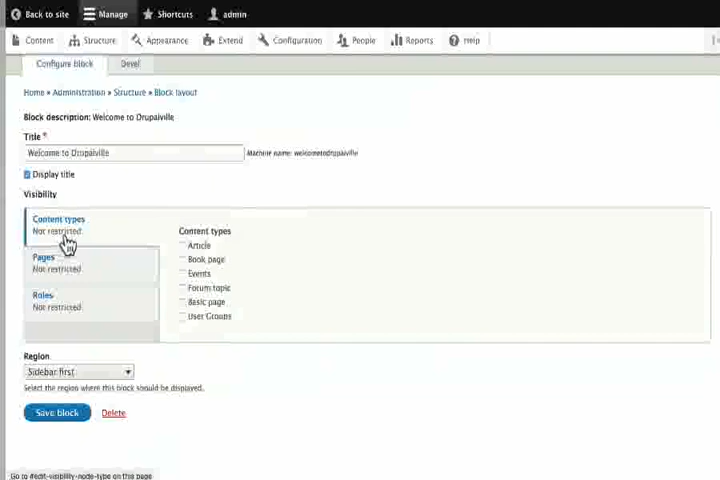 Back to site Manage Shortcuts admin
Content Structure Appearance Extend Configuration People Reports Help
Configure block Devel
Home » Administration » Structure » Block layout
Block description: Welcome to Drupalville
Title *
Welcome to Drupalville Machine name: welcometodrupalville
Display title
Visibility
Content types
Not restricted
Pages
Not restricted
Roles
Not restricted
Content types
Article
Book page
Events
Forum topic
Basic page
User Groups
Region
Sidebar first
Select the region where this block should be displayed.
Save block Delete
Go to #edit-visibility-node-type on this page